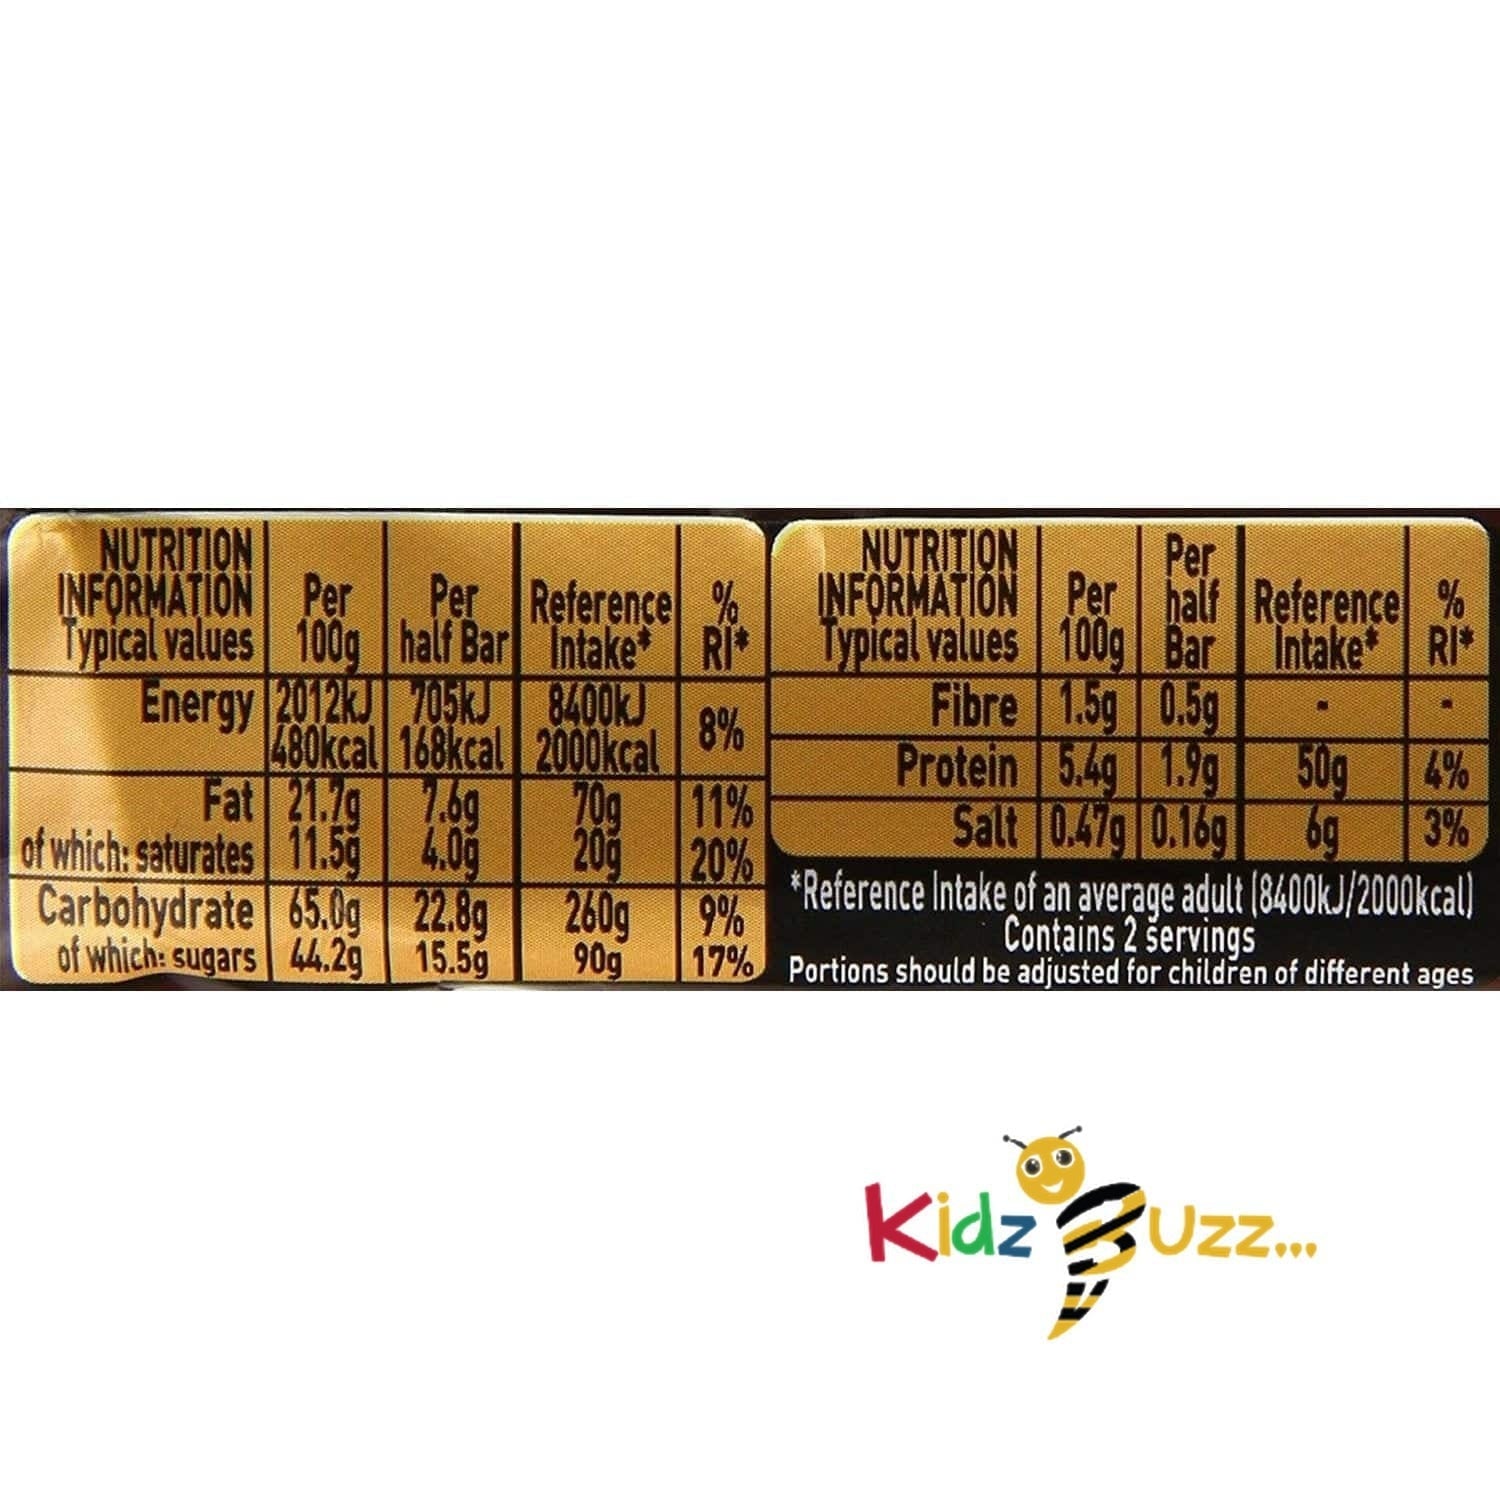 NUTRITION
INFORMATION
Typical values
Per
100g
Per
half Bar
Reference
Intake*
%
RI*
Energy 2012kJ 705kJ 8400kJ
480kcal 168kcal 2000kcal 8%
Fat 21.7g 7.6g 70g 11%
of which: saturates 11.5g 4.0g 20g 20%
Carbohydrate 65.0g 22.8g 260g 9%
of which: sugars 44.2g 15.5g 90g 17%
NUTRITION
INFORMATION
Typical values
Per
100g
Per
half
Bar
Reference
Intake*
%
RI*
Fibre 1.5g 0.5g - -
Protein 5.4g 1.9g 50g 4%
Salt 0.47g 0.16g 6g 3%
*Reference Intake of an average adult (8400kJ/2000kcal)
Contains 2 servings
Portions should be adjusted for children of different ages
Kidz Buzz...